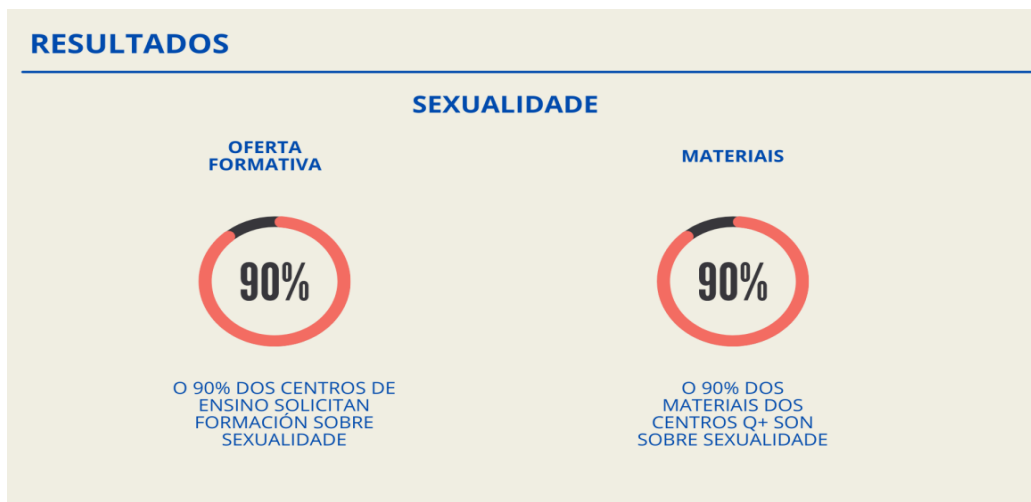 RESULTADOS
SEXUALIDADE
OFERTA
FORMATIVA
90%
O 90% DOS CENTROS DE
ENSINO SOLICITAN
FORMACIÓN SOBRE
SEXUALIDADE
MATERIAIS
90%
O 90% DOS
MATERIAIS DOS
CENTROS Q+ SON
SOBRE SEXUALIDADE